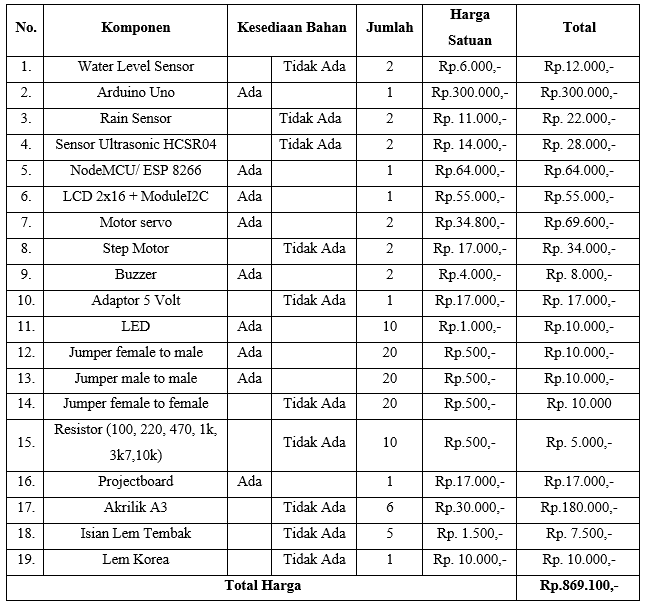 No. Komponen Kesediaan Bahan Jumlah Harga Satuan Total
1. Water Level Sensor Tidak Ada 2 Rp.6.000,- Rp.12.000,-
2. Arduino Uno Ada 1 Rp.300.000,- Rp.300.000,-
3. Rain Sensor Tidak Ada 2 Rp. 11.000,- Rp. 22.000,-
4. Sensor Ultrasonic HCSR04 Tidak Ada 2 Rp. 14.000,- Rp. 28.000,-
5. NodeMCU/ ESP 8266 Ada 1 Rp.64.000,- Rp.64.000,-
6. LCD 2x16 + ModuleI2C Ada 1 Rp.55.000,- Rp.55.000,-
7. Motor servo Ada 2 Rp.34.800,- Rp.69.600,-
8. Step Motor Tidak Ada 2 Rp. 17.000,- Rp. 34.000,-
9. Buzzer Ada 2 Rp.4.000,- Rp. 8.000,-
10. Adaptor 5 Volt Tidak Ada 1 Rp.17.000,- Rp. 17.000,-
11. LED Ada 10 Rp.1.000,- Rp.10.000,-
12. Jumper female to male Ada 20 Rp.500,- Rp.10.000,-
13. Jumper male to male Ada 20 Rp.500,- Rp.10.000,-
14. Jumper female to female Tidak Ada 20 Rp.500,- Rp. 10.000
15. Resistor (100, 220, 470, 1k, 3k7,10k) Tidak Ada 10 Rp.500,- Rp. 5.000,-
16. Projectboard Ada 1 Rp.17.000,- Rp.17.000,-
17. Akrilik A3 Tidak Ada 6 Rp.30.000,- Rp.180.000,-
18. Isian Lem Tembak Tidak Ada 5 Rp. 1.500,- Rp. 7.500,-
19. Lem Korea Tidak Ada 1 Rp. 10.000,- Rp. 10.000,-
Total Harga Rp.869.100,-